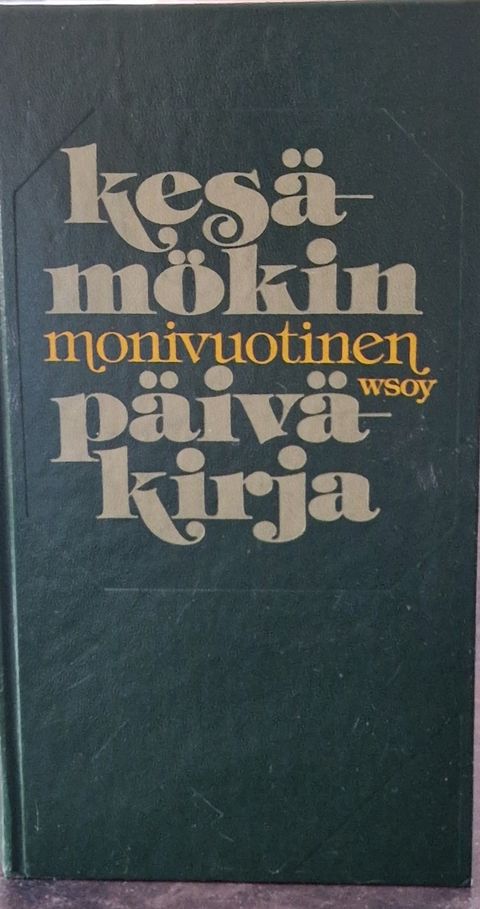 kesä-
mökin
monivuotinen
wsoy
päivä-
kirja